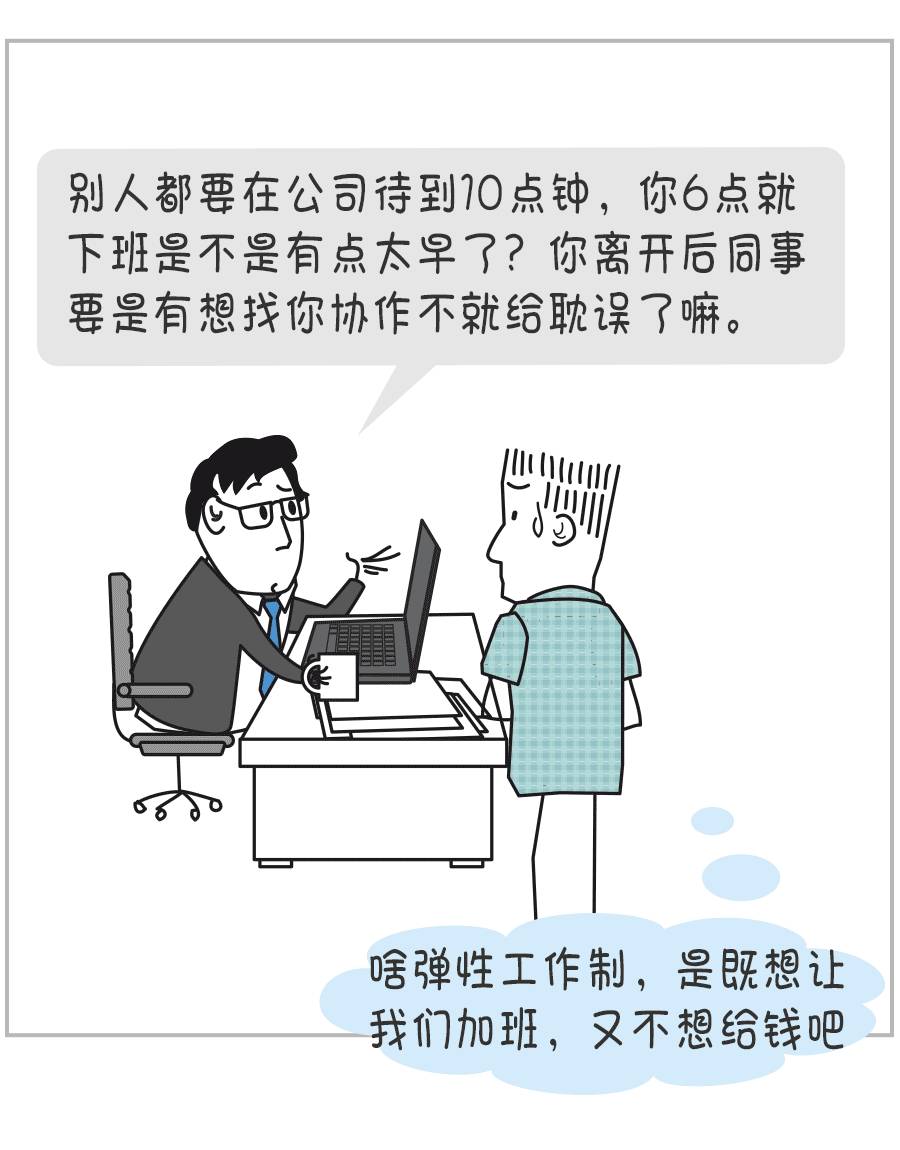 别人都要在公司待到10点钟，你6点就
下班是不是有点太早了？你离开后同事
要是有想找你协作不就给耽误了嘛。
啥弹性工作制，是既想让
我们加班，又不想给钱吧